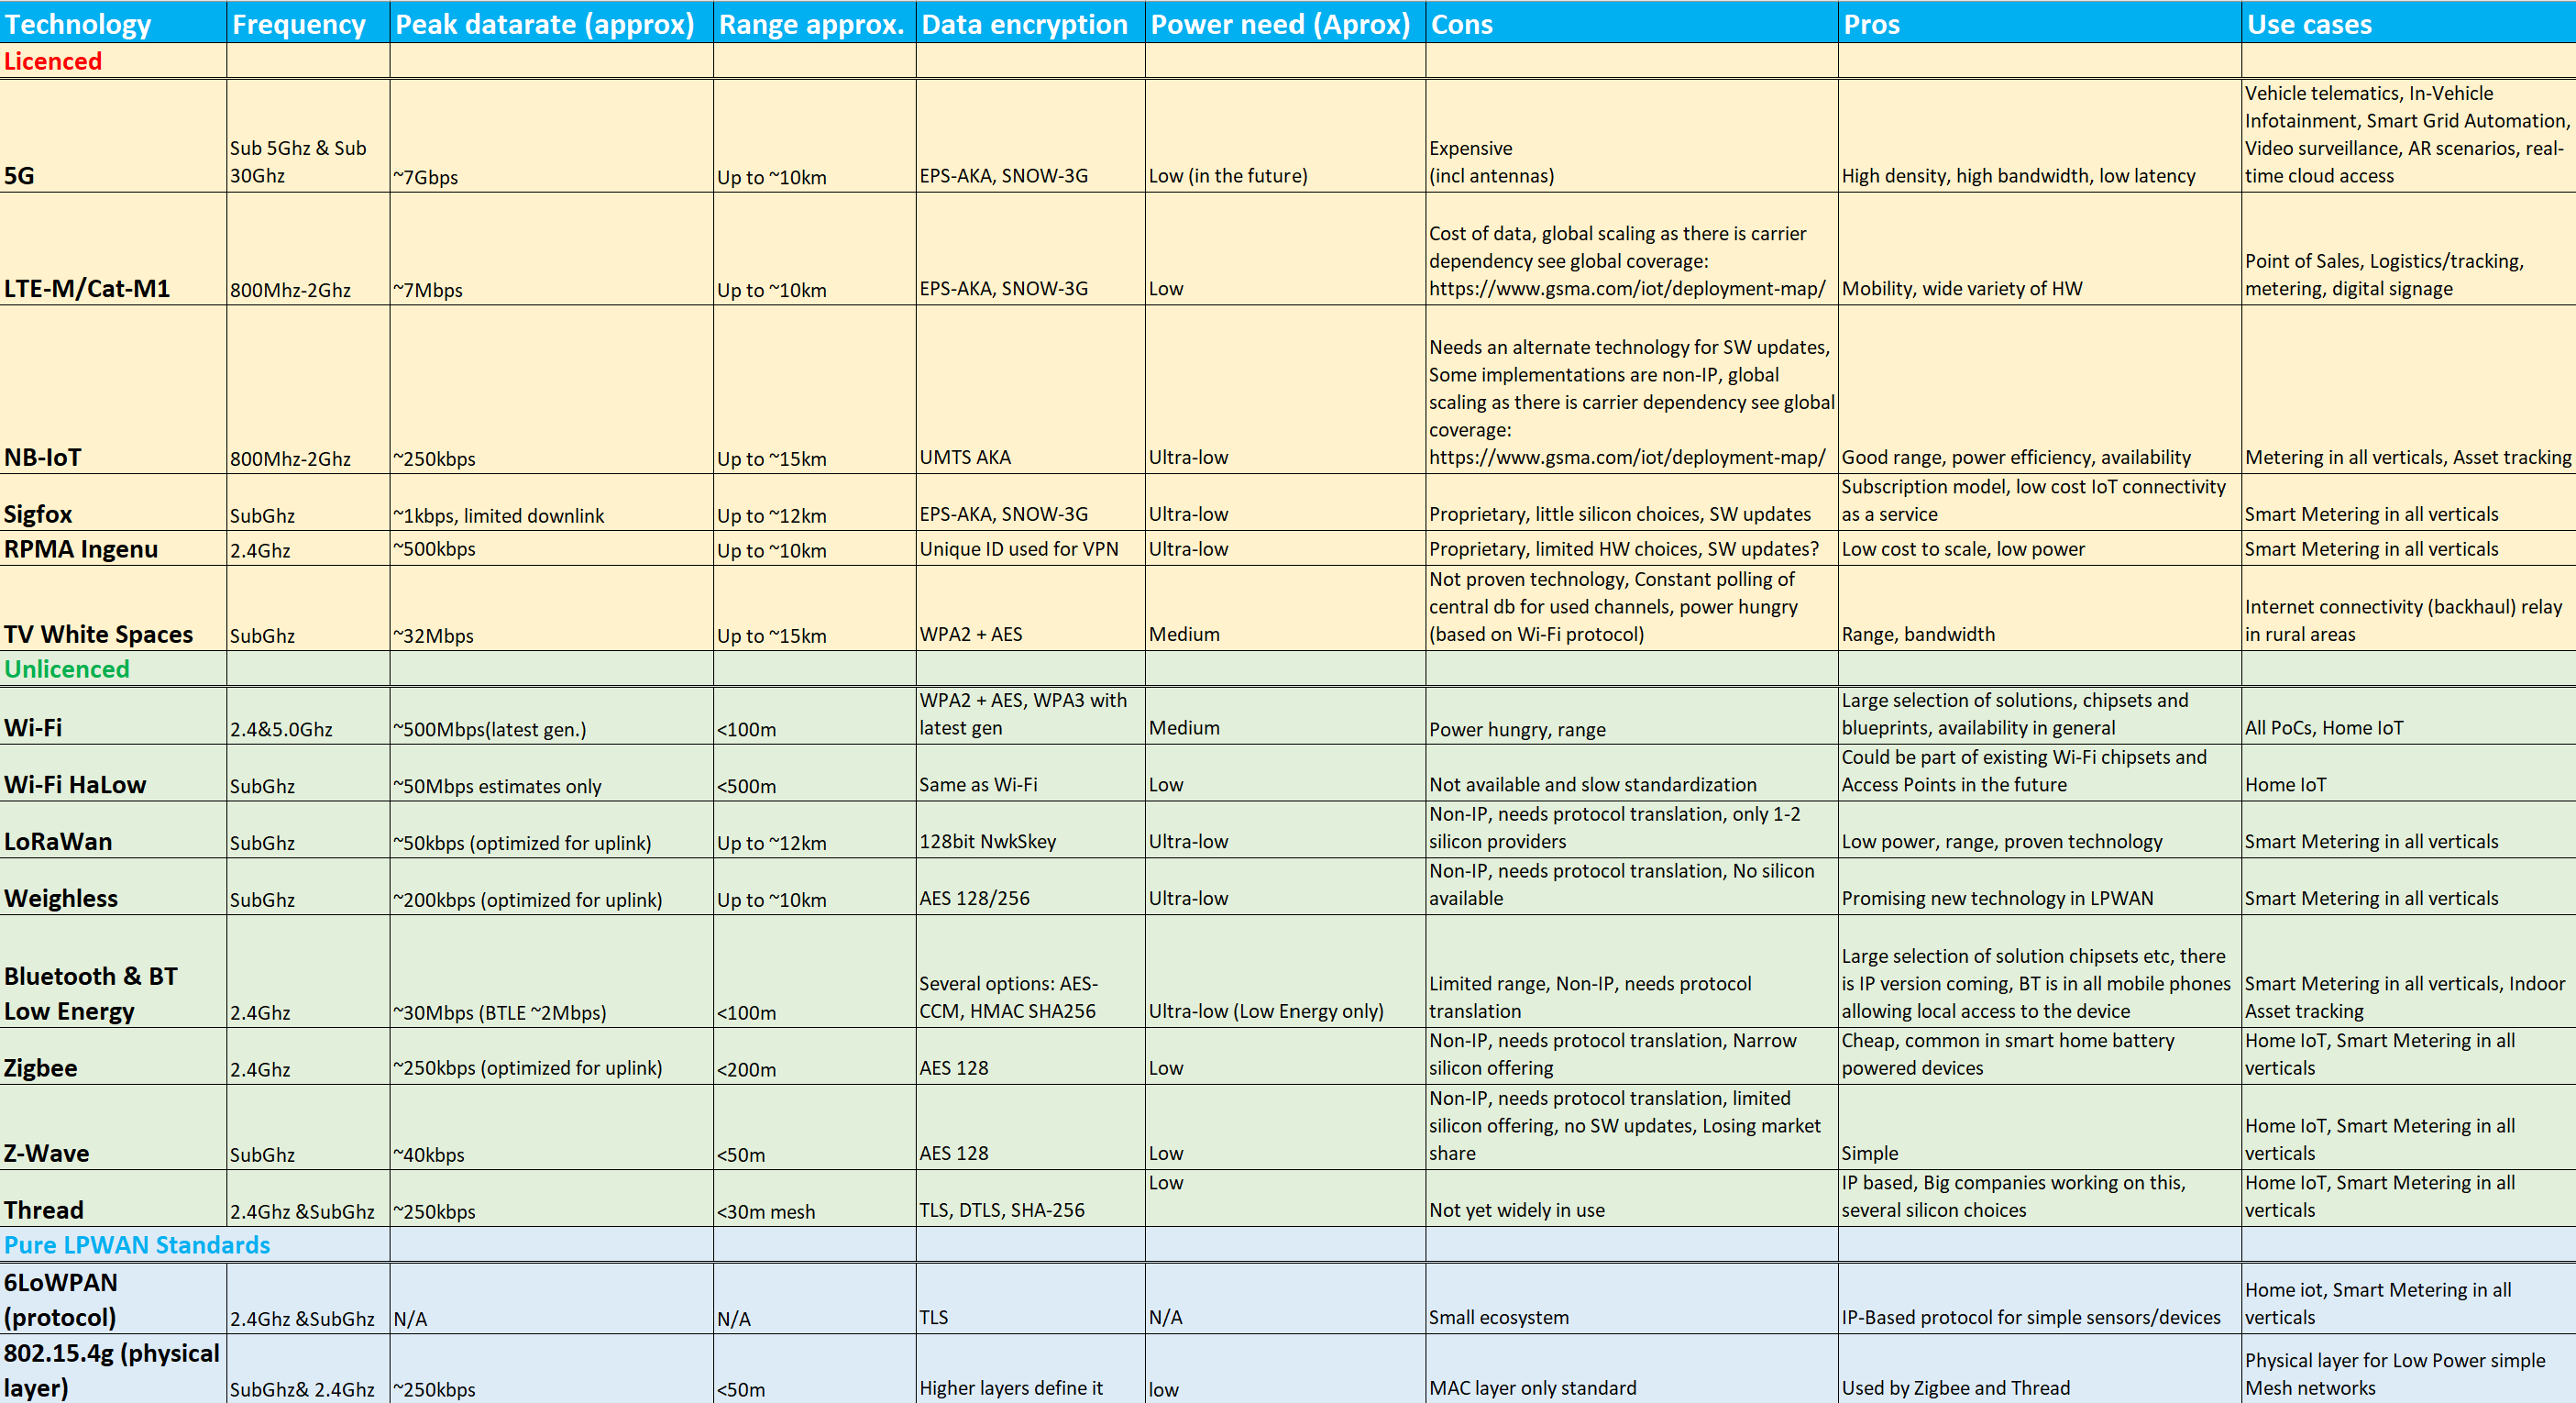 Technology Frequency Peak datarate (approx) Range approx. Data encryption Power need (Aprox) Cons Pros Use cases
Licenced
5G
Sub 5Ghz & Sub
30Ghz
~7Gbps
Up to ~10km
EPS-AKA, SNOW-3G
Low (in the future)
Expensive
(incl antennas)
High density, high bandwidth, low latency
Vehicle telematics, In-Vehicle
Infotainment, Smart Grid Automation,
Video surveillance, AR scenarios, real-
time cloud access
LTE-M/Cat-M1
800Mhz-2Ghz
~7Mbps
Up to ~10km
EPS-AKA, SNOW-3G
Low
Cost of data, global scaling as there is carrier
dependency see global coverage:
https://www.gsma.com/iot/deployment-map/
Mobility, wide variety of HW
Point of Sales, Logistics/tracking,
metering, digital signage
NB-IoT
800Mhz-2Ghz
~250kbps
Up to ~15km
UMTS AKA
Ultra-low
Needs an alternate technology for SW updates,
Some implementations are non-IP, global
scaling as there is carrier dependency see global
coverage:
https://www.gsma.com/iot/deployment-map/
Good range, power efficiency, availability
Metering in all verticals, Asset tracking
Sigfox
SubGhz
~1kbps, limited downlink
Up to ~12km
EPS-AKA, SNOW-3G
Ultra-low
Proprietary, little silicon choices, SW updates
Subscription model, low cost IoT connectivity
as a service
Smart Metering in all verticals
RPMA Ingenu
2.4Ghz
~500kbps
Up to ~10km
Unique ID used for VPN
Ultra-low
Proprietary, limited HW choices, SW updates?
Low cost to scale, low power
Smart Metering in all verticals
TV White Spaces
SubGhz
~32Mbps
Up to ~15km
WPA2 + AES
Medium
Not proven technology, Constant polling of
central db for used channels, power hungry
(based on Wi-Fi protocol)
Range, bandwidth
Internet connectivity (backhaul) relay
in rural areas
Unlicenced
Wi-Fi
2.4&5.0Ghz
~500Mbps(latest gen.)
<100m
WPA2 + AES, WPA3 with
latest gen
Medium
Power hungry, range
Large selection of solutions, chipsets and
blueprints, availability in general
All PoCs, Home IoT
Wi-Fi HaLow
SubGhz
~50Mbps estimates only
<500m
Same as Wi-Fi
Low
Not available and slow standardization
Could be part of existing Wi-Fi chipsets and
Access Points in the future
Home IoT
LoRaWan
SubGhz
~50kbps (optimized for uplink)
Up to ~12km
128bit NwkSkey
Ultra-low
Non-IP, needs protocol translation, only 1-2
silicon providers
Low power, range, proven technology
Smart Metering in all verticals
Weighless
SubGhz
~200kbps (optimized for uplink)
Up to ~10km
AES 128/256
Ultra-low
Non-IP, needs protocol translation, No silicon
available
Promising new technology in LPWAN
Smart Metering in all verticals
Bluetooth & BT
Low Energy
2.4Ghz
~30Mbps (BTLE ~2Mbps)
<100m
Several options: AES-
CCM, HMAC SHA256
Ultra-low (Low Energy only)
Limited range, Non-IP, needs protocol
translation
Large selection of solution chipsets etc, there
is IP version coming, BT is in all mobile phones
allowing local access to the device
Smart Metering in all verticals, Indoor
Asset tracking
Zigbee
2.4Ghz
~250kbps (optimized for uplink)
<200m
AES 128
Low
Non-IP, needs protocol translation, Narrow
silicon offering
Cheap, common in smart home battery
powered devices
Home IoT, Smart Metering in all
verticals
Z-Wave
SubGhz
~40kbps
<50m
AES 128
Low
Non-IP, needs protocol translation, limited
silicon offering, no SW updates, Losing market
share
Simple
Home IoT, Smart Metering in all
verticals
Thread
2.4Ghz &SubGhz
~250kbps
<30m mesh
TLS, DTLS, SHA-256
Low
Not yet widely in use
IP based, Big companies working on this,
several silicon choices
Home IoT, Smart Metering in all
verticals
Pure LPWAN Standards
6LoWPAN
(protocol)
2.4Ghz &SubGhz
N/A
N/A
TLS
N/A
Small ecosystem
IP-Based protocol for simple sensors/devices
Home iot, Smart Metering in all
verticals
802.15.4g (physical
layer)
SubGhz& 2.4Ghz
~250kbps
<50m
Higher layers define it
low
MAC layer only standard
Used by Zigbee and Thread
Physical layer for Low Power simple
Mesh networks